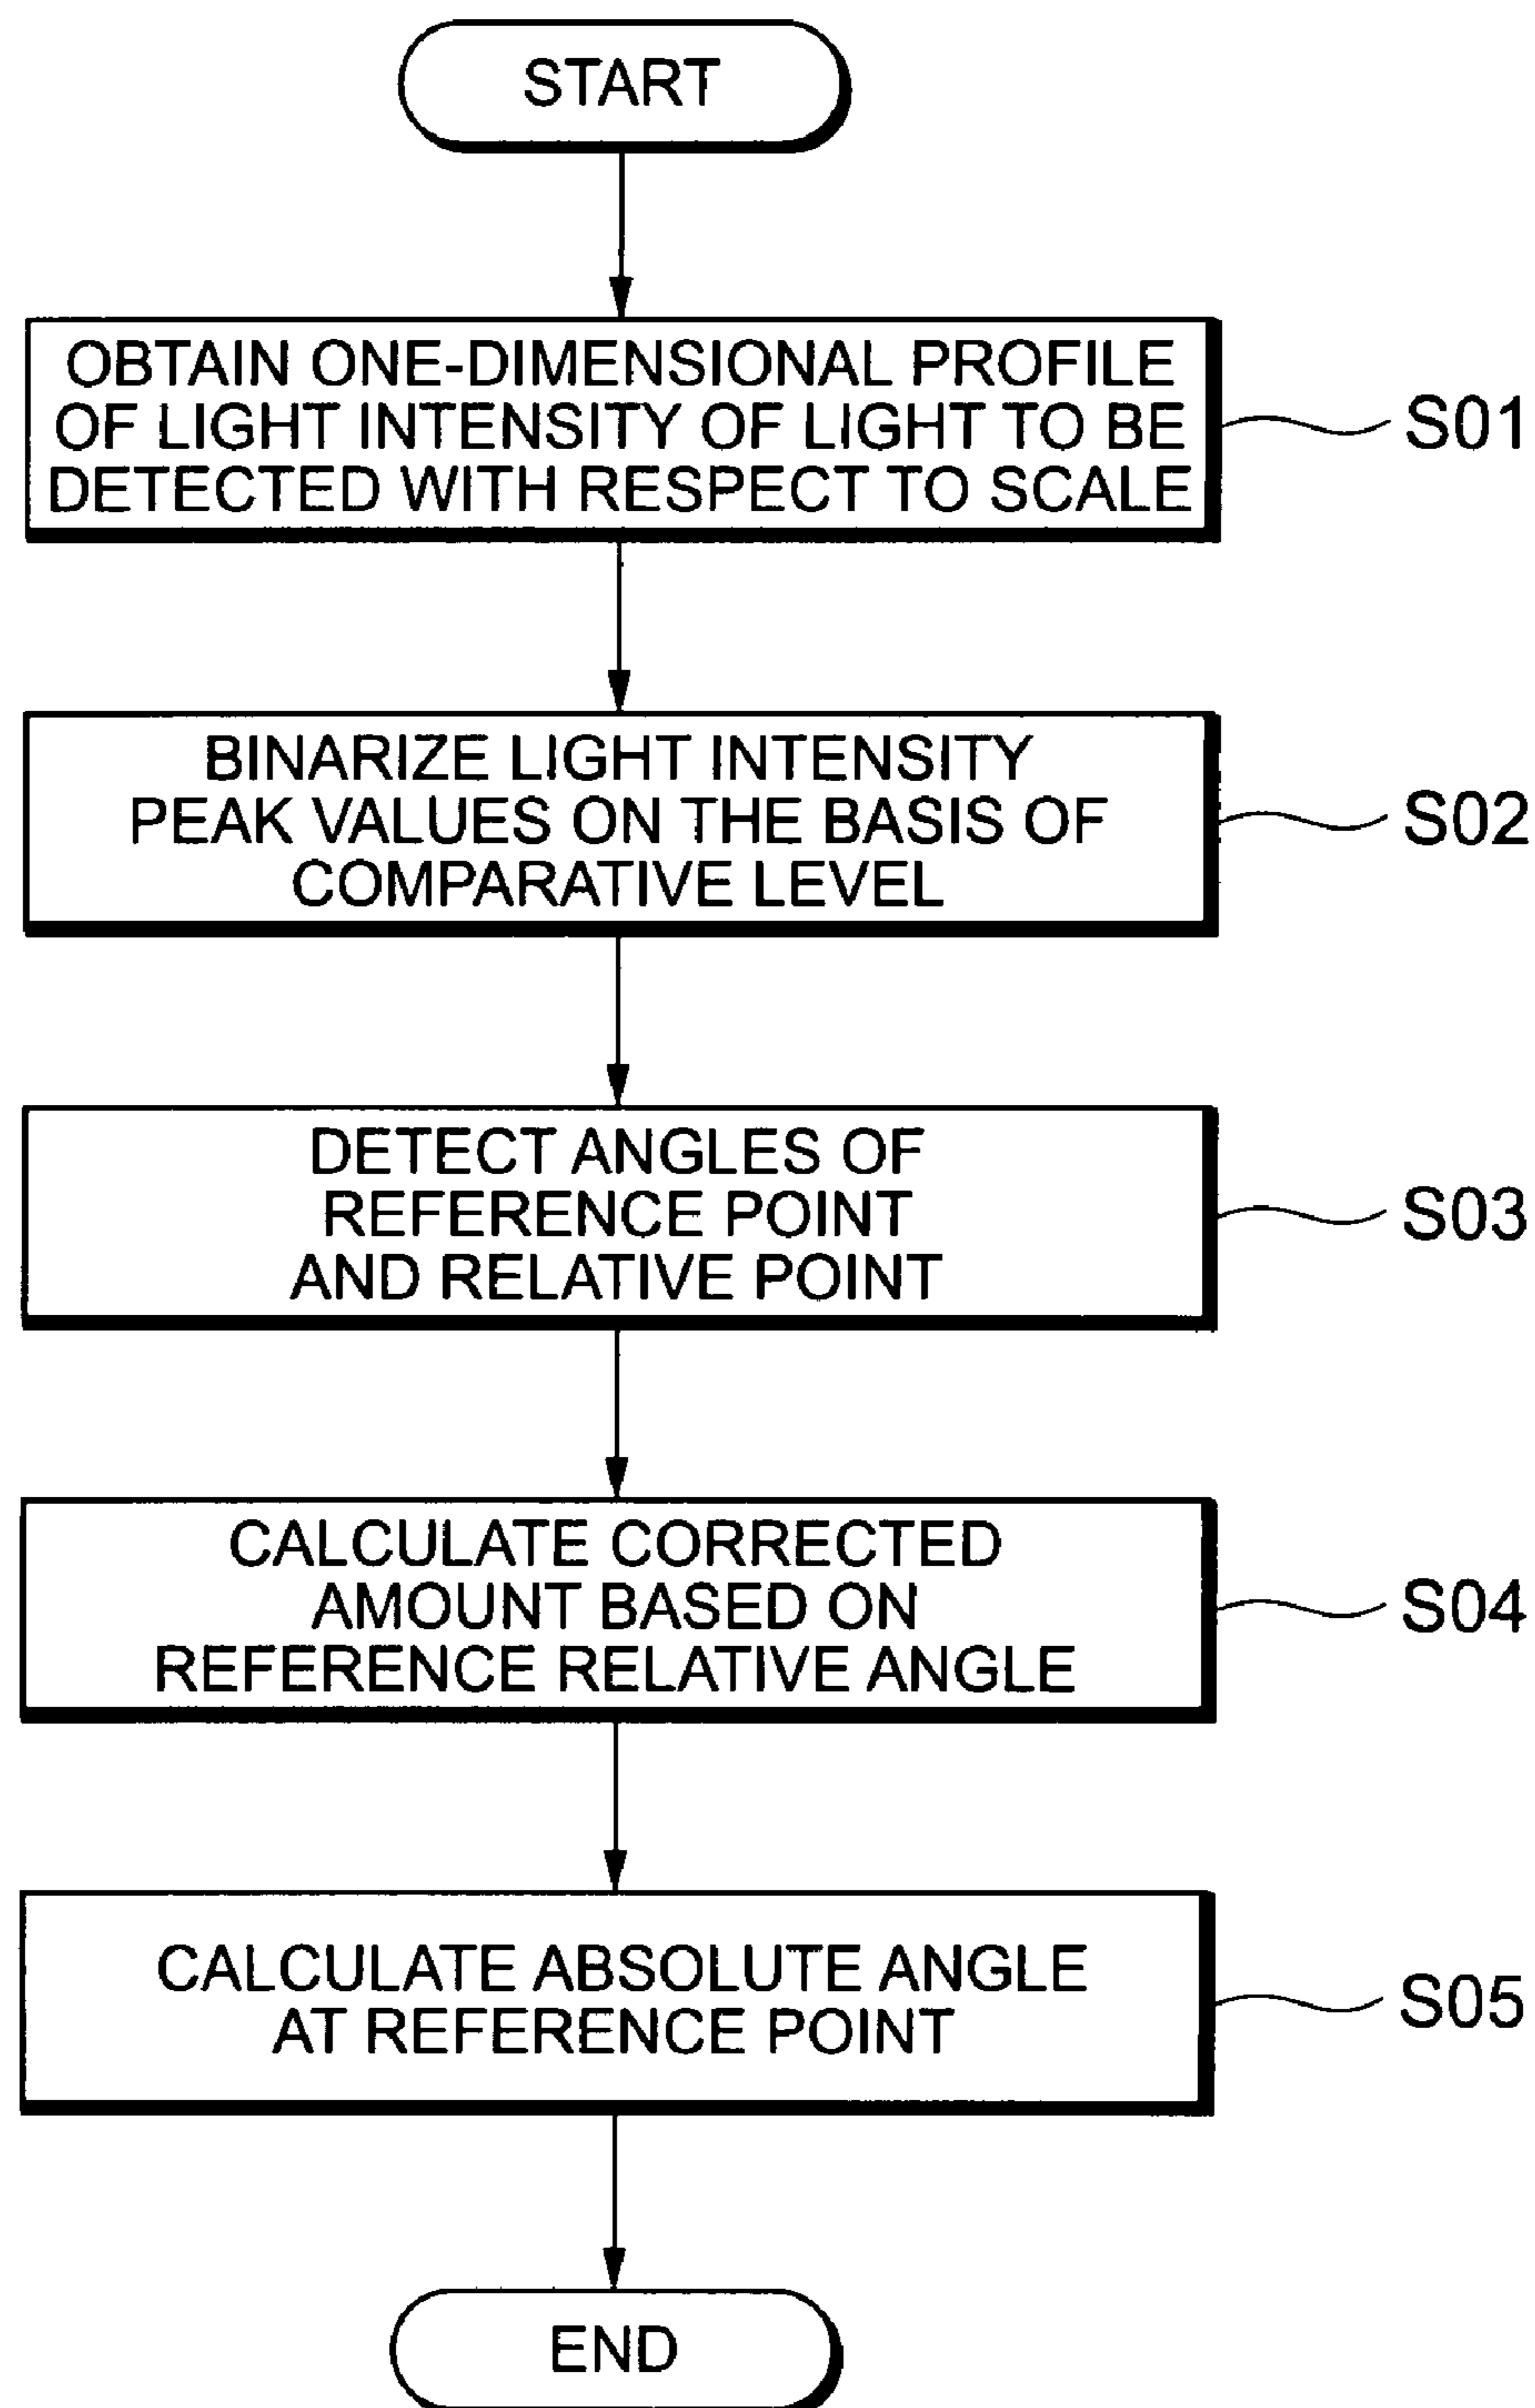 START
OBTAIN ONE-DIMENSIONAL PROFILE
OF LIGHT INTENSITY OF LIGHT TO BE
DETECTED WITH RESPECT TO SCALE
S01
BINARIZE LIGHT INTENSITY
PEAK VALUES ON THE BASIS OF
COMPARATIVE LEVEL
S02
DETECT ANGLES OF
REFERENCE POINT
AND RELATIVE POINT
S03
CALCULATE CORRECTED
AMOUNT BASED ON
REFERENCE RELATIVE ANGLE
S04
CALCULATE ABSOLUTE ANGLE
AT REFERENCE POINT
S05
END